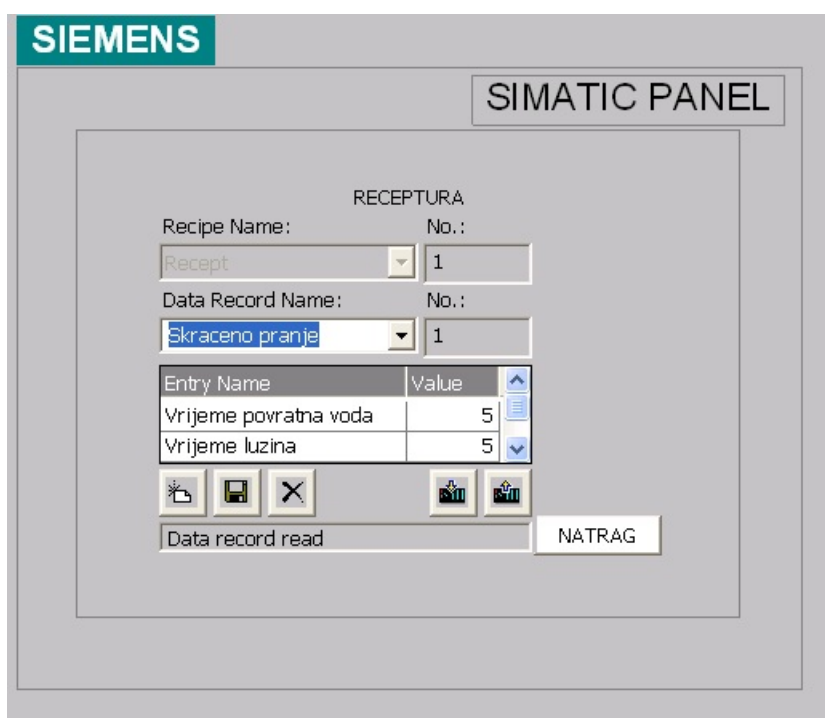 SIEMENS
SIMATIC PANEL
RECEPTURA
Recipe Name: No.:
Recept 1
Data Record Name: No.:
Skraceno pranje 1
Entry Name Value
Vrijeme povratna voda 5
Vrijeme luzina 5
Data record read NATRAG